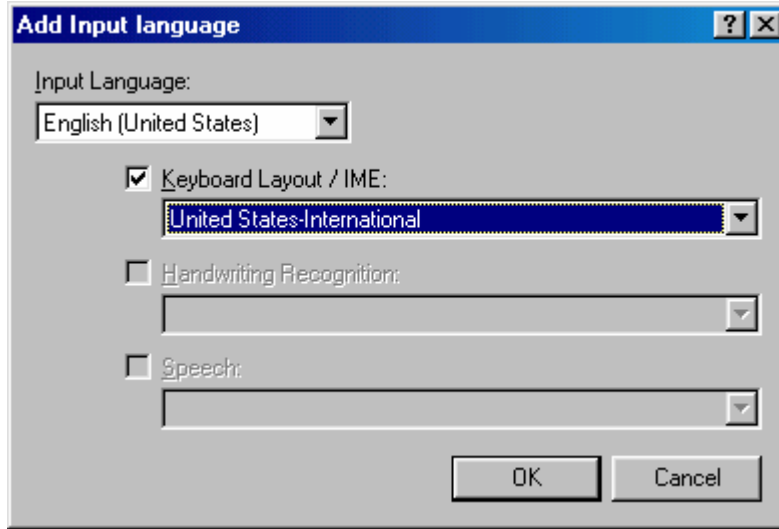 Add Input language
Input Language:
English (United States)
Keyboard Layout / IME:
United States-International
Handwriting Recognition:
Speech:
OK Cancel